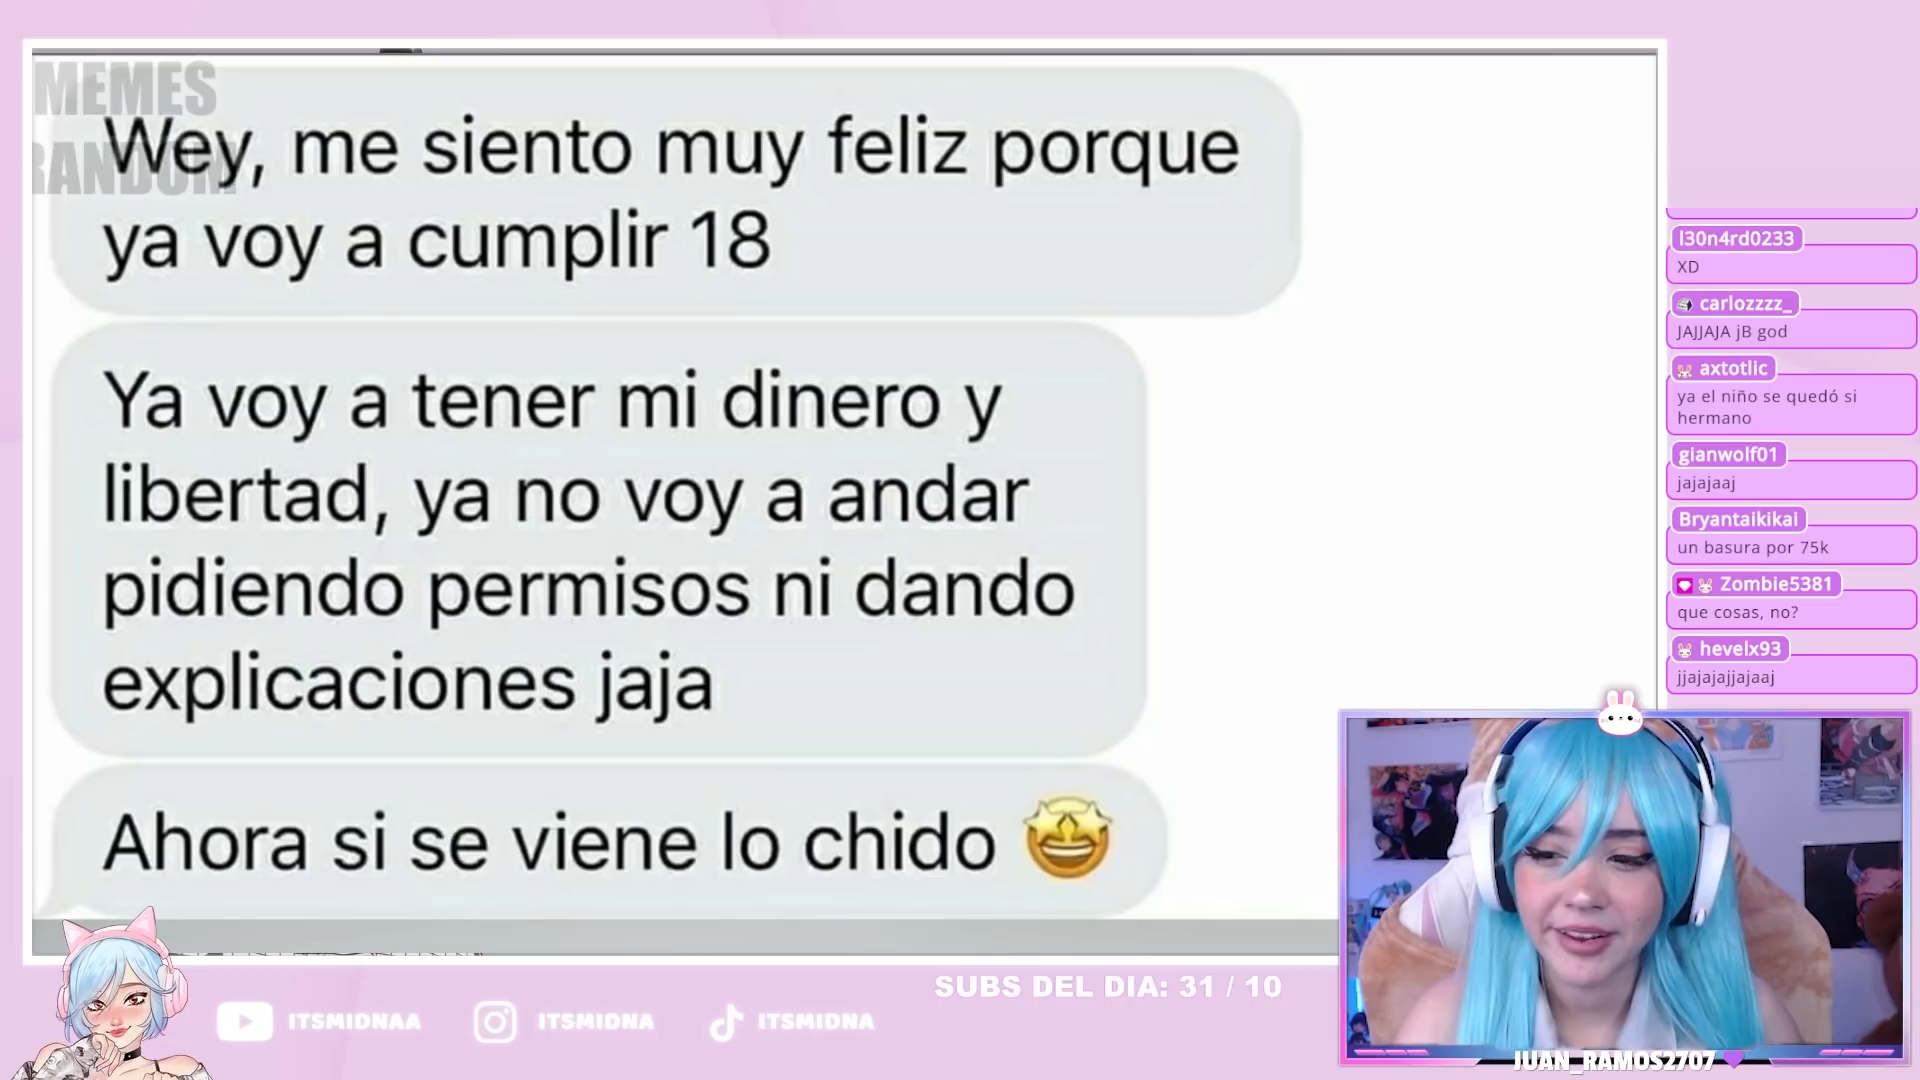 MEMES
RANDOM
Wey, me siento muy feliz porque
ya voy a cumplir 18
Ya voy a tener mi dinero y
libertad, ya no voy a andar
pidiendo permisos ni dando
explicaciones jaja
Ahora si se viene lo chido 🤩
l30n4rd0233
XD
carlozzzz_
JAJJAJA jB god
axtotlic
ya el niño se quedó si
hermano
gianwolf01
jajajaaj
Bryantaikikai
un basura por 75k
Zombie5381
que cosas, no?
hevelx93
jjajajajjajaaj
SUBS DEL DIA: 31 / 10
ITSMIDNAA
ITSMIDNA
ITSMIDNA
JUAN_RAMOS2707 💜